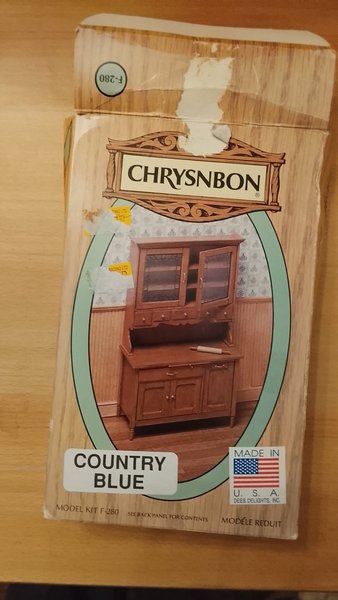 F-280
CHRYSNBON®
COUNTRY
BLUE
MADE IN
U.S.A.
DEES DELIGHTS, INC.
MODEL KIT F-280
SEE BACK PANEL FOR CONTENTS
MODÈLE REDUIT